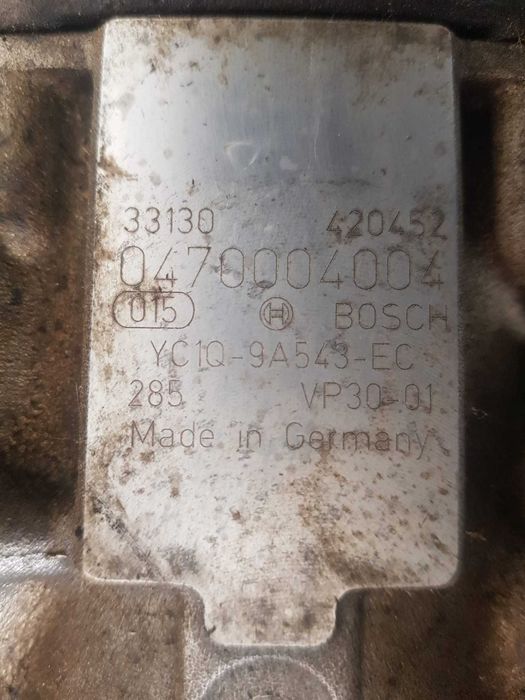 33130 420452
0470004004
015 H BOSCH
YC1Q-9A543-EC
285 VP30-01
Made in Germany